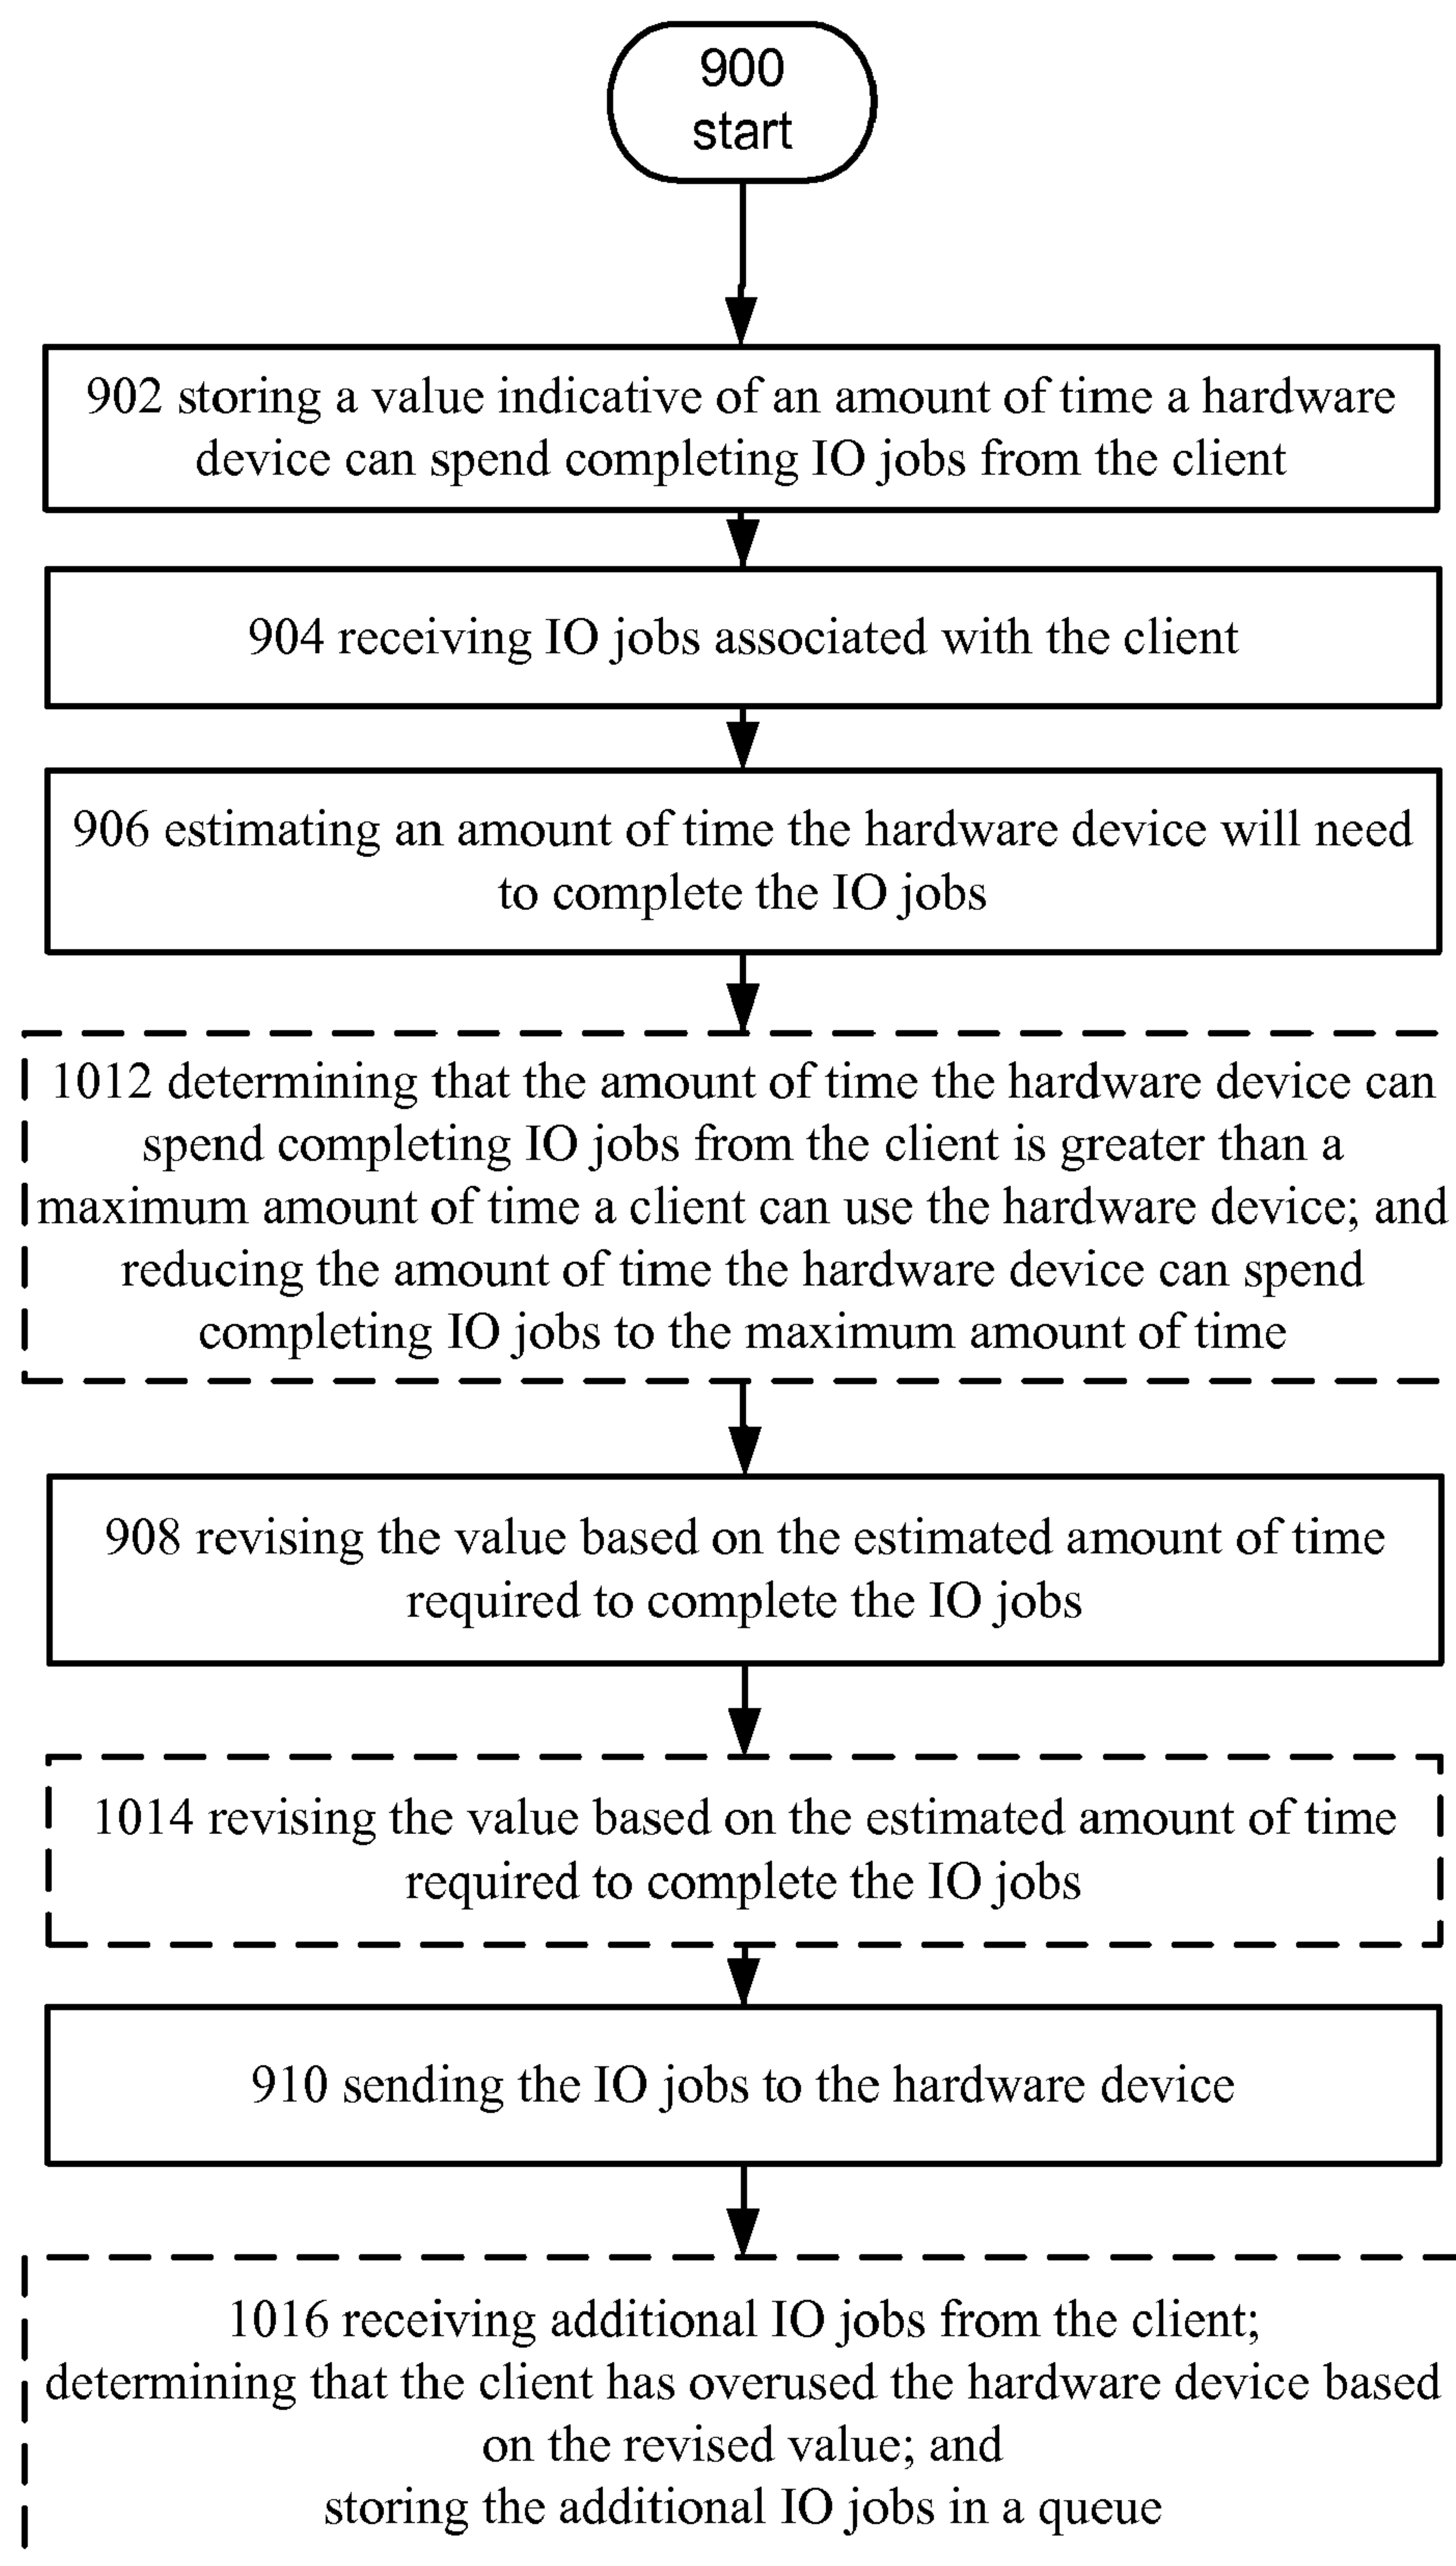 900
start
902 storing a value indicative of an amount of time a hardware
device can spend completing IO jobs from the client
904 receiving IO jobs associated with the client
906 estimating an amount of time the hardware device will need
to complete the IO jobs
1012 determining that the amount of time the hardware device can
spend completing IO jobs from the client is greater than a
maximum amount of time a client can use the hardware device; and
reducing the amount of time the hardware device can spend
completing IO jobs to the maximum amount of time
908 revising the value based on the estimated amount of time
required to complete the IO jobs
1014 revising the value based on the estimated amount of time
required to complete the IO jobs
910 sending the IO jobs to the hardware device
1016 receiving additional IO jobs from the client;
determining that the client has overused the hardware device based
on the revised value; and
storing the additional IO jobs in a queue